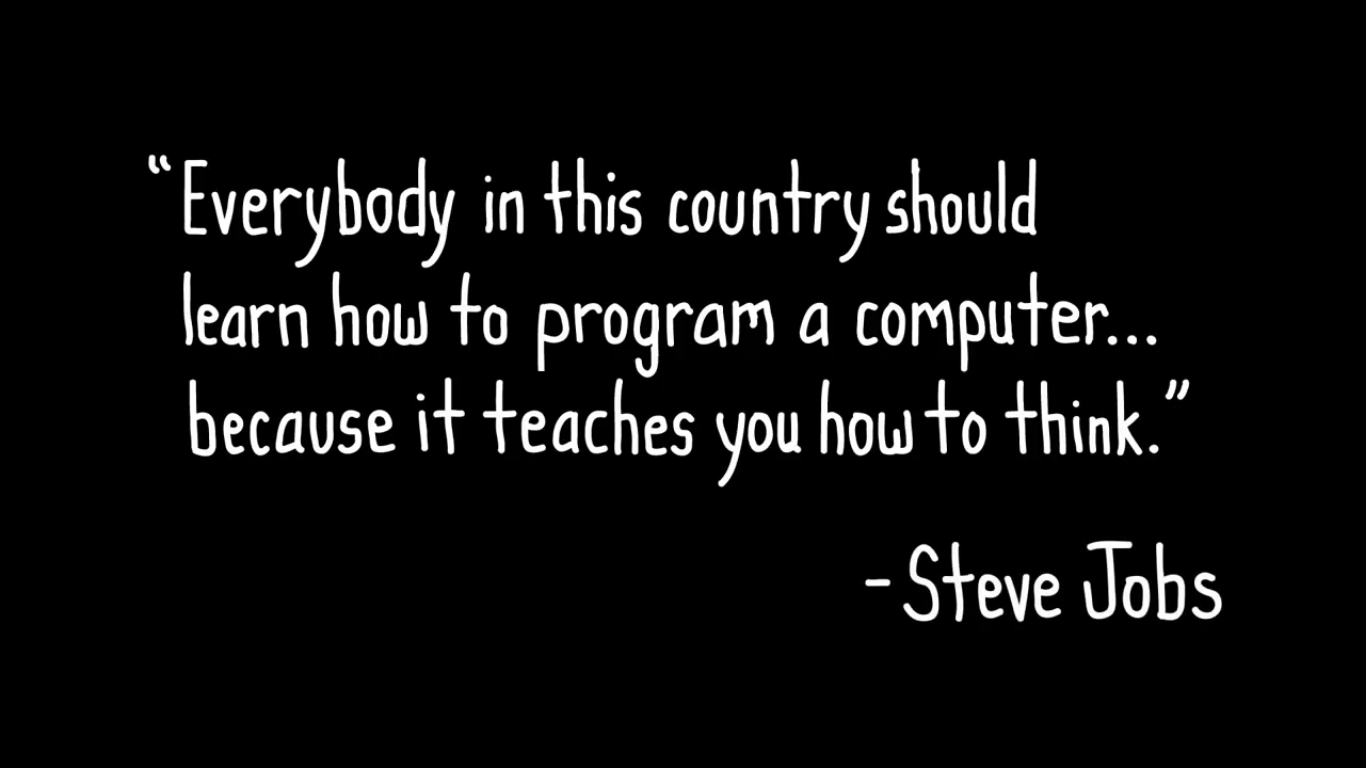 “Everybody in this country should
learn how to program a computer...
because it teaches you how to think.”
- Steve Jobs